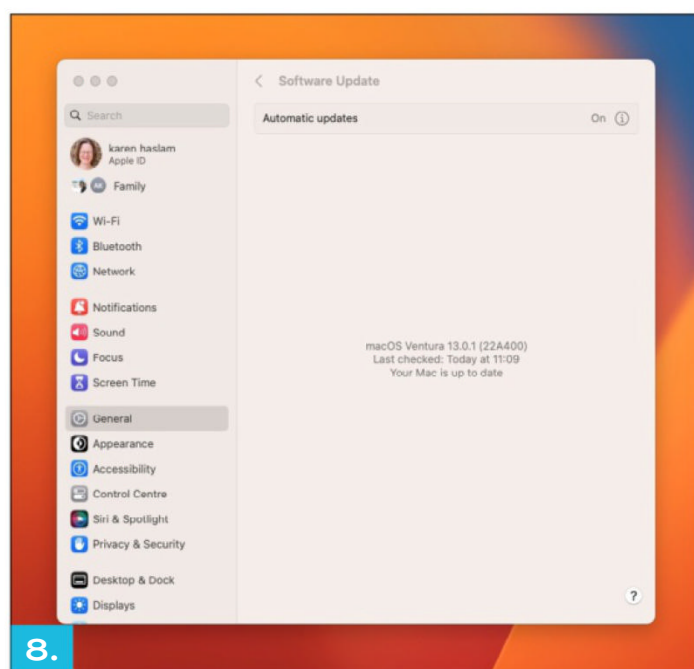 Software Update
Search
Automatic updates
On
karen haslam
Apple ID
Family
Wi-Fi
Bluetooth
Network
Notifications
Sound
Focus
Screen Time
macOS Ventura 13.0.1 (22A400)
Last checked: Today at 11:09
Your Mac is up to date
General
Appearance
Accessibility
Control Centre
Siri & Spotlight
Privacy & Security
Desktop & Dock
Displays
?
8.